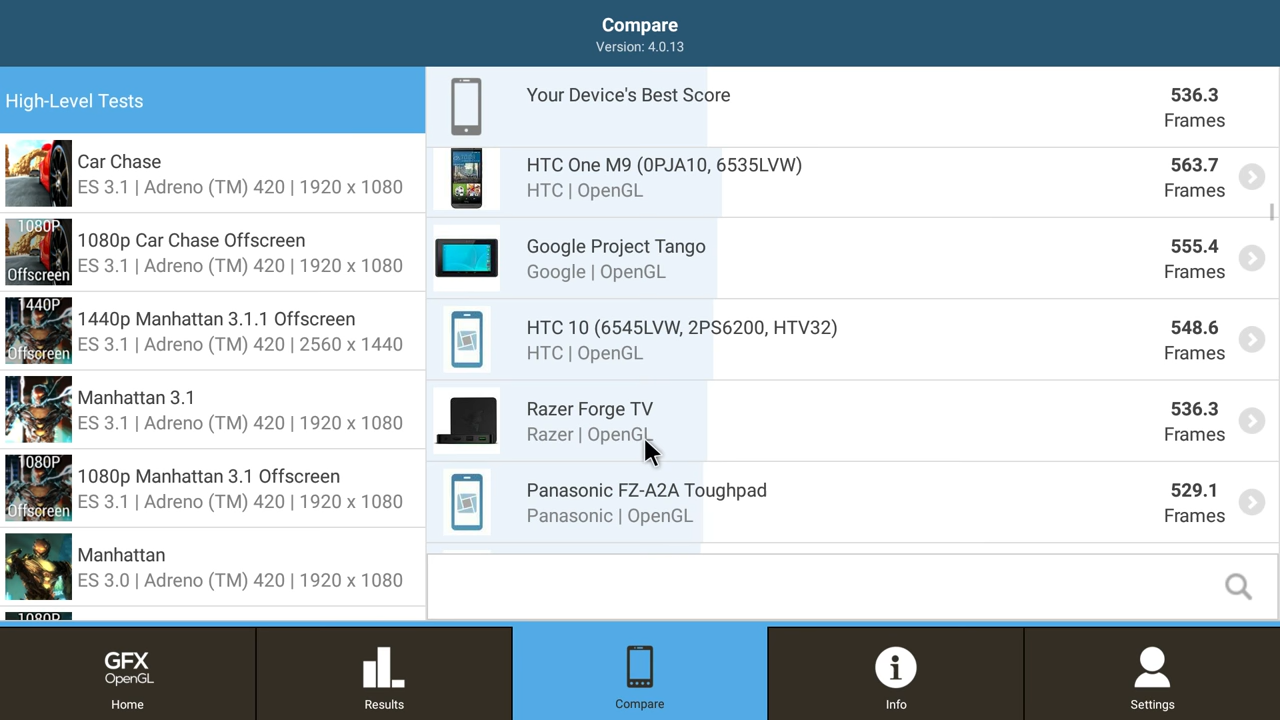 Compare
Version: 4.0.13
High-Level Tests
Car Chase
ES 3.1 | Adreno (TM) 420 | 1920 x 1080
1080P
Offscreen
1080p Car Chase Offscreen
ES 3.1 | Adreno (TM) 420 | 1920 x 1080
1440P
Offscreen
1440p Manhattan 3.1.1 Offscreen
ES 3.1 | Adreno (TM) 420 | 2560 x 1440
Manhattan 3.1
ES 3.1 | Adreno (TM) 420 | 1920 x 1080
1080P
Offscreen
1080p Manhattan 3.1 Offscreen
ES 3.1 | Adreno (TM) 420 | 1920 x 1080
Manhattan
ES 3.0 | Adreno (TM) 420 | 1920 x 1080
1080P
Your Device's Best Score
536.3
Frames
HTC One M9 (0PJA10, 6535LVW)
HTC | OpenGL
563.7
Frames
Google Project Tango
Google | OpenGL
555.4
Frames
HTC 10 (6545LVW, 2PS6200, HTV32)
HTC | OpenGL
548.6
Frames
Razer Forge TV
Razer | OpenGL
536.3
Frames
Panasonic FZ-A2A Toughpad
Panasonic | OpenGL
529.1
Frames
GFX
OpenGL
Home
Results
Compare
Info
Settings